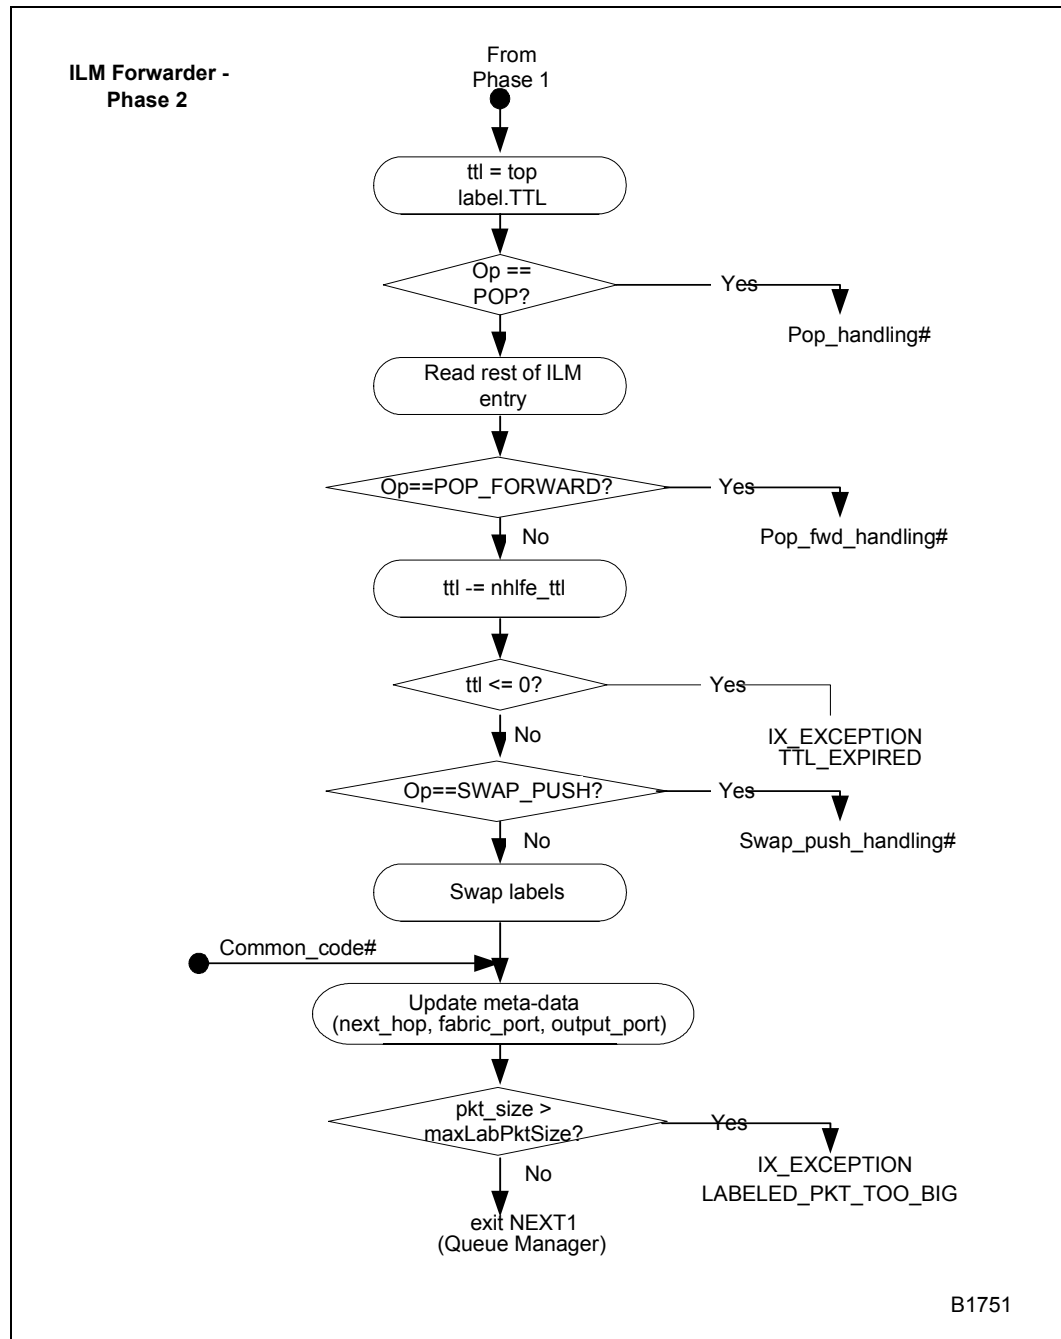 ILM Forwarder -
Phase 2
From
Phase 1
ttl = top
label.TTL
Op ==
POP?
Yes
Pop_handling#
Read rest of ILM
entry
Op==POP_FORWARD?
Yes
Pop_fwd_handling#
No
ttl -= nhlfe_ttl
ttl <= 0?
Yes
IX_EXCEPTION
TTL_EXPIRED
No
Op==SWAP_PUSH?
Yes
Swap_push_handling#
No
Swap labels
Common_code#
Update meta-data
(next_hop, fabric_port, output_port)
pkt_size >
maxLabPktSize?
Yes
IX_EXCEPTION
LABELED_PKT_TOO_BIG
No
exit NEXT1
(Queue Manager)
B1751